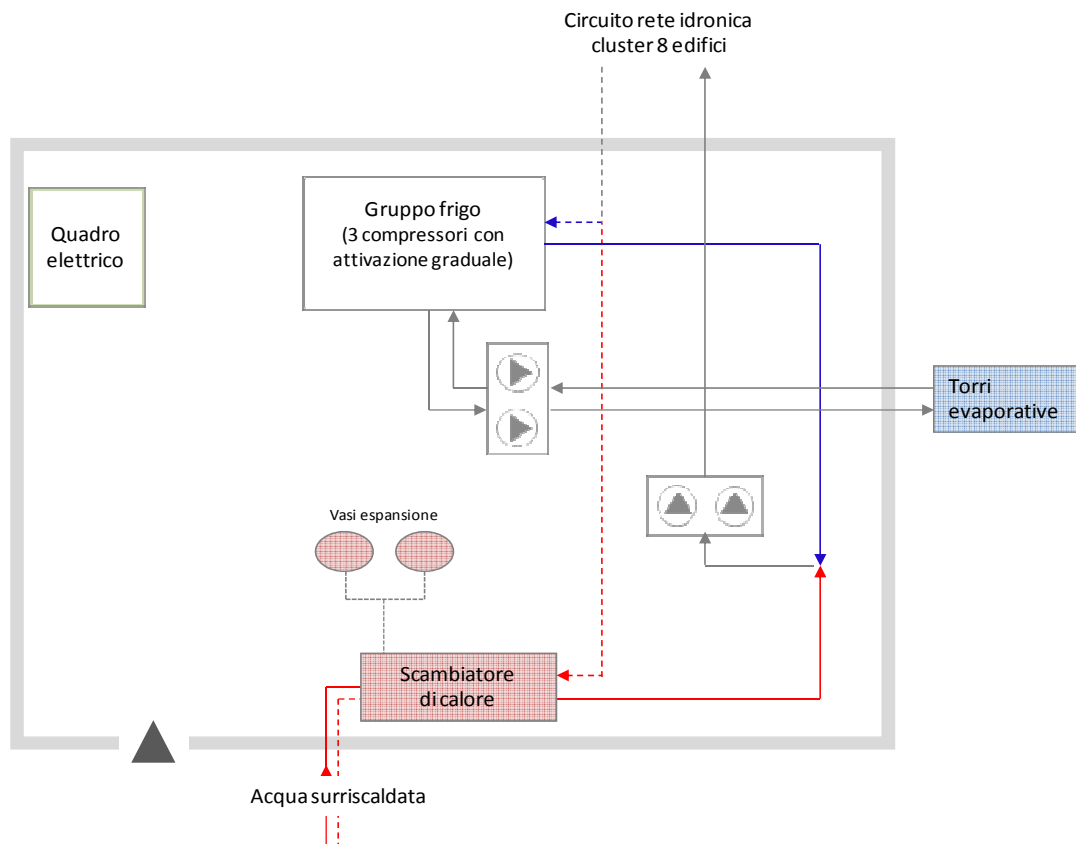 Circuito rete idronica
cluster 8 edifici
Quadro
elettrico
Gruppo frigo
(3 compressori con
attivazione graduale)
Torri
evaporative
Vasi espansione
Scambiatore
di calore
Acqua surriscaldata